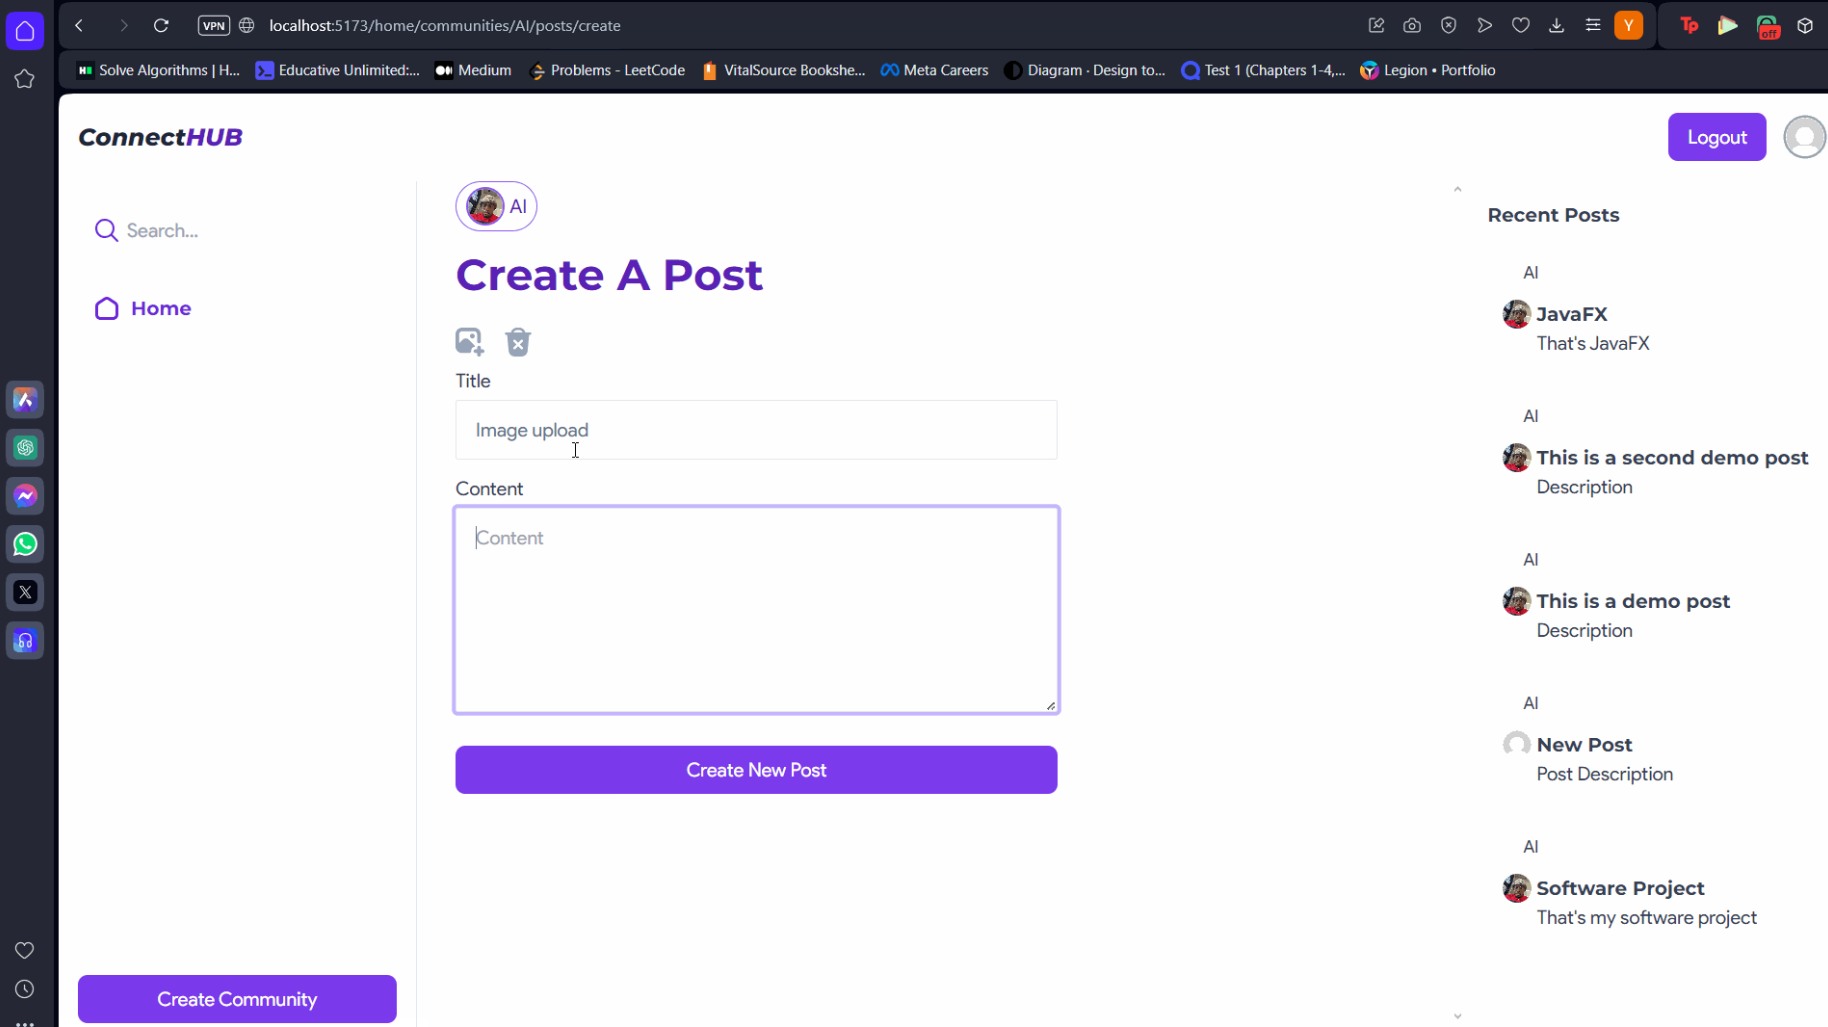 VPN
localhost:5173/home/communities/AI/posts/create
Y
Tp
off
Solve Algorithms | H...
Educative Unlimited:...
Medium
Problems - LeetCode
VitalSource Bookshe...
Meta Careers
Diagram · Design to...
Test 1 (Chapters 1-4,...
Legion • Portfolio
ConnectHUB
Logout
Search...
Home
Create Community
AI
Create A Post
Title
Image upload
Content
Content
Create New Post
Recent Posts
AI
JavaFX
That's JavaFX
AI
This is a second demo post
Description
AI
This is a demo post
Description
AI
New Post
Post Description
AI
Software Project
That's my software project